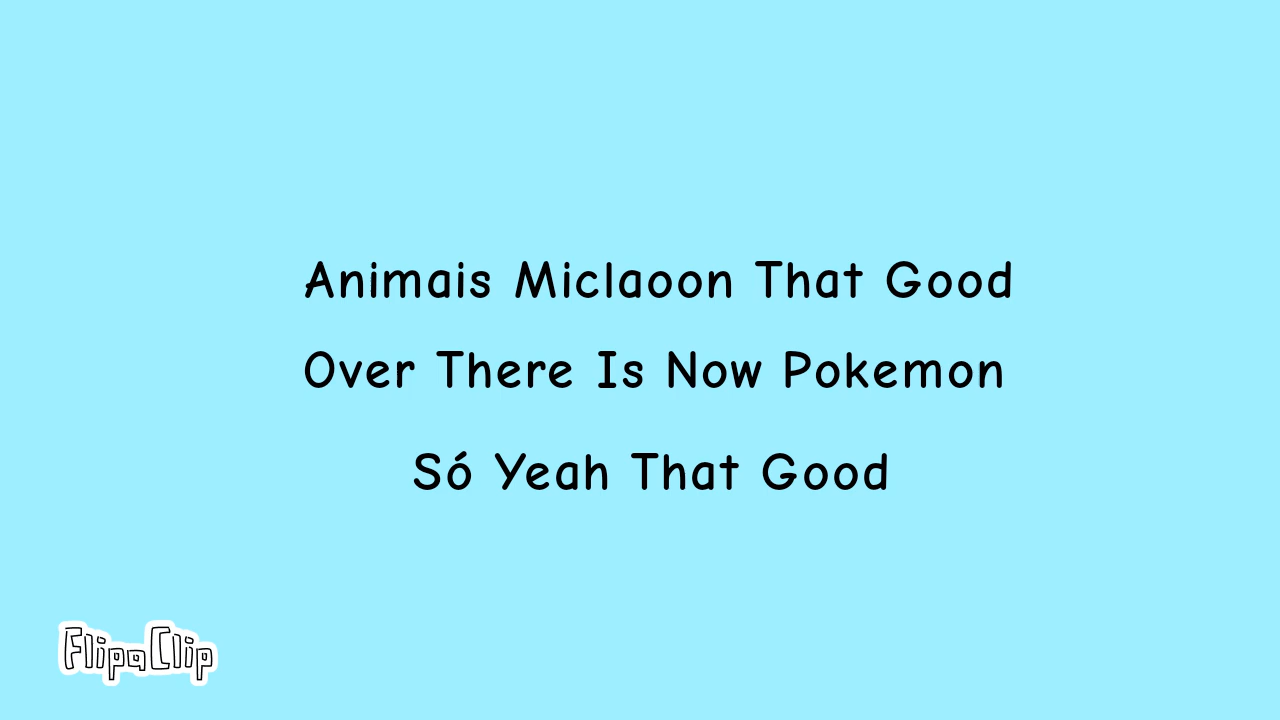 Animais Miclaoon That Good
Over There Is Now Pokemon
Só Yeah That Good
FlipaClip